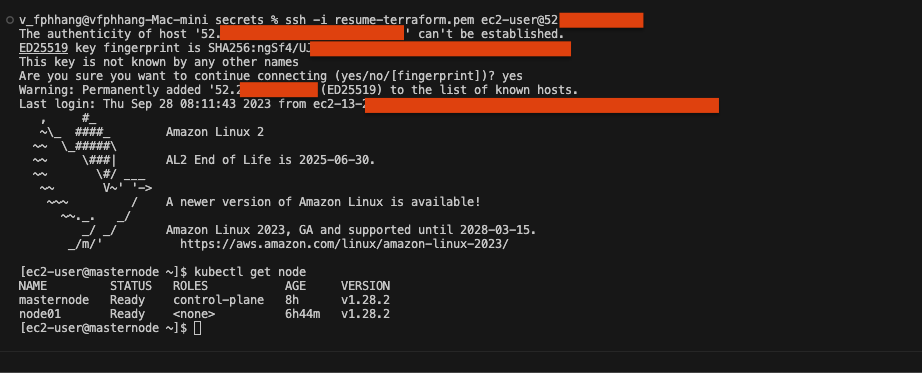 v_fphhang@vfphhang-Mac-mini secrets % ssh -i resume-terraform.pem ec2-user@52
The authenticity of host '52.' can't be established.
ED25519 key fingerprint is SHA256:ngSf4/U
This key is not known by any other names
Are you sure you want to continue connecting (yes/no/[fingerprint])? yes
Warning: Permanently added '52. (ED25519) to the list of known hosts.
Last login: Thu Sep 28 08:11:43 2023 from ec2-13-
   ,     #_
   ~\_  ####_        Amazon Linux 2
  ~~  \_#####\
  ~~     \###|       AL2 End of Life is 2025-06-30.
  ~~       \#/ ___
   ~~       V~' '->
    ~~~         /    A newer version of Amazon Linux is available!
      ~~._.   _/
         _/ _/       Amazon Linux 2023, GA and supported until 2028-03-15.
       _/m/'           https://aws.amazon.com/linux/amazon-linux-2023/
[ec2-user@masternode ~]$ kubectl get node
NAME         STATUS   ROLES           AGE     VERSION
masternode   Ready    control-plane   8h      v1.28.2
node01       Ready    <none>          6h44m   v1.28.2
[ec2-user@masternode ~]$